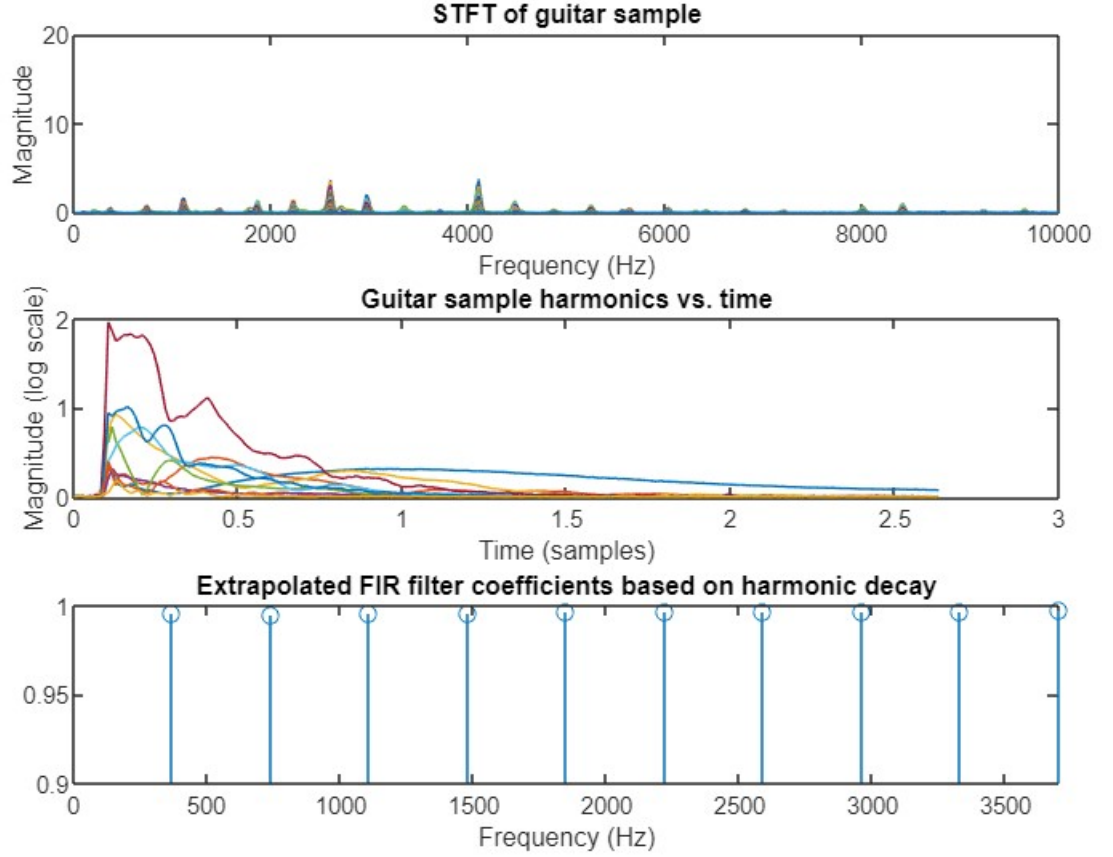 STFT of guitar sample
20
10
0
Magnitude
0 2000 4000 6000 8000 10000
Frequency (Hz)
Guitar sample harmonics vs. time
2
1
0
Magnitude (log scale)
0 0.5 1 1.5 2 2.5 3
Time (samples)
Extrapolated FIR filter coefficients based on harmonic decay
1
0.95
0.9
0 500 1000 1500 2000 2500 3000 3500
Frequency (Hz)